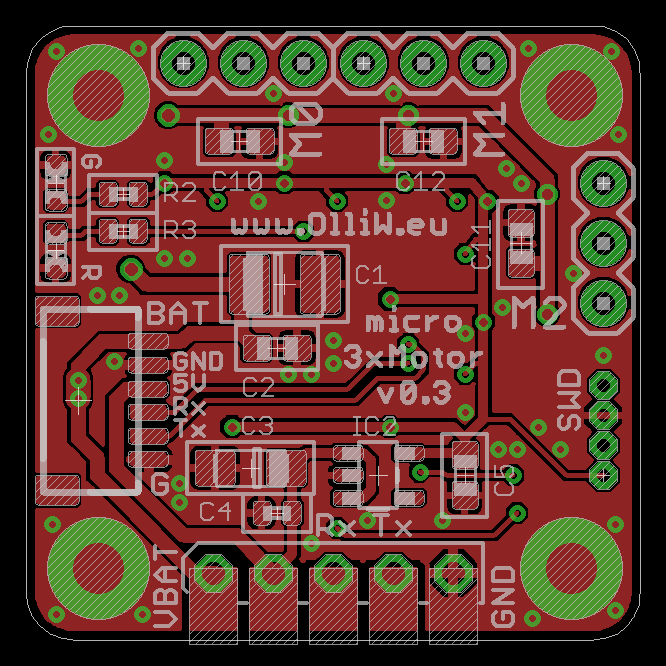 M0
M1
G
C10
C12
R2
R3
www.OlliW.eu
C11
R
C1
M2
BAT
micro
3xMotor
v0.3
GND
5V
Rx
Tx
C2
SWD
C3
IC2
G
C5
C4
Rx Tx
VBAT
GND